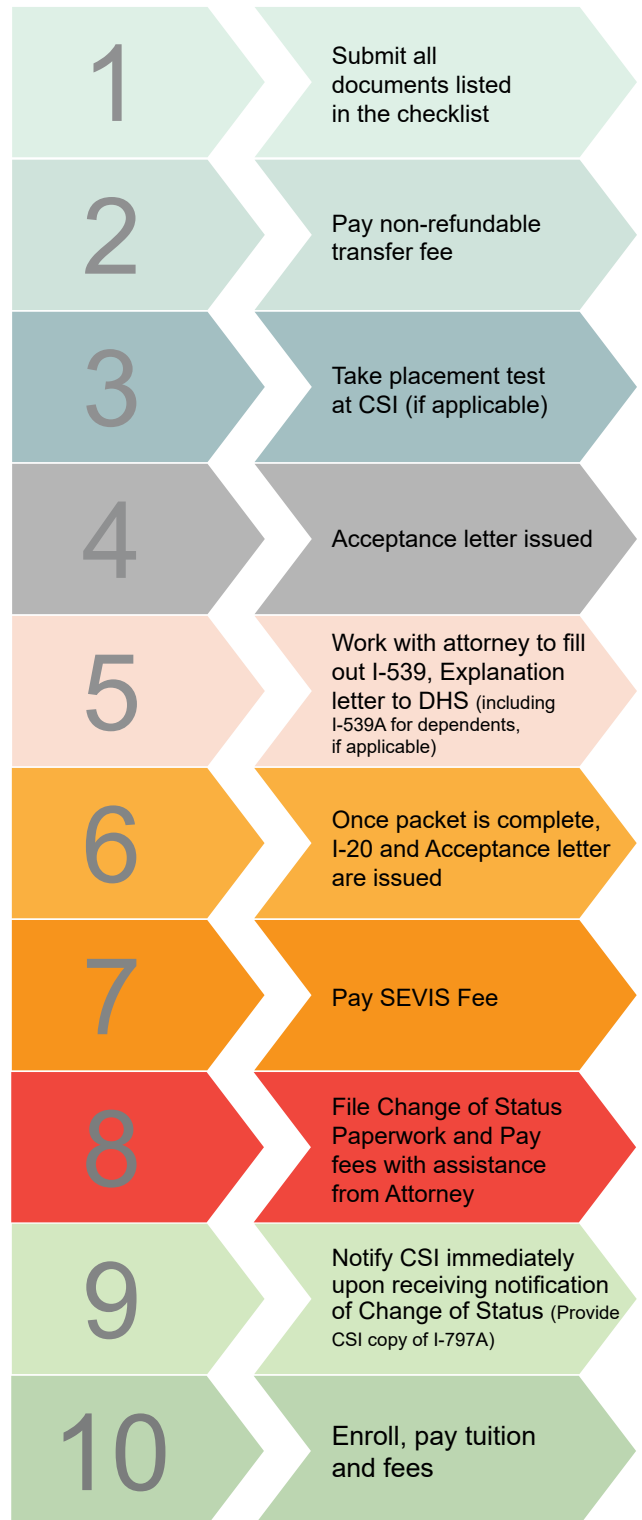 1
Submit all
documents listed
in the checklist
2
Pay non-refundable
transfer fee
3
Take placement test
at CSI (if applicable)
4
Acceptance letter issued
5
Work with attorney to fill
out I-539, Explanation
letter to DHS (including
I-539A for dependents,
if applicable)
6
Once packet is complete,
I-20 and Acceptance letter
are issued
7
Pay SEVIS Fee
8
File Change of Status
Paperwork and Pay
fees with assistance
from Attorney
9
Notify CSI immediately
upon receiving notification
of Change of Status (Provide
CSI copy of I-797A)
10
Enroll, pay tuition
and fees